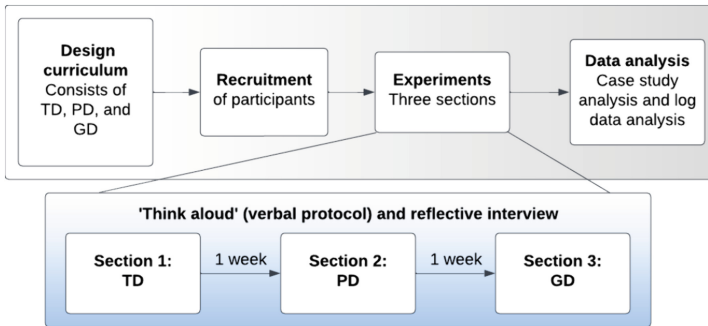 Design
curriculum
Consists of
TD, PD, and
GD
Recruitment
of participants
Experiments
Three sections
Data analysis
Case study
analysis and log
data analysis
'Think aloud' (verbal protocol) and reflective interview
Section 1:
TD
1 week
Section 2:
PD
1 week
Section 3:
GD